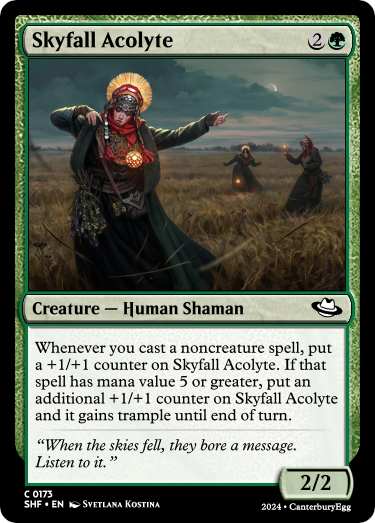 Skyfall Acolyte 2
Creature — Human Shaman
Whenever you cast a noncreature spell, put
a +1/+1 counter on Skyfall Acolyte. If that
spell has mana value 5 or greater, put an
additional +1/+1 counter on Skyfall Acolyte
and it gains trample until end of turn.
“When the skies fell, they bore a message.
Listen to it.”
2/2
C 0173
SHF • EN Svetlana Kostina
2024 • CanterburyEgg